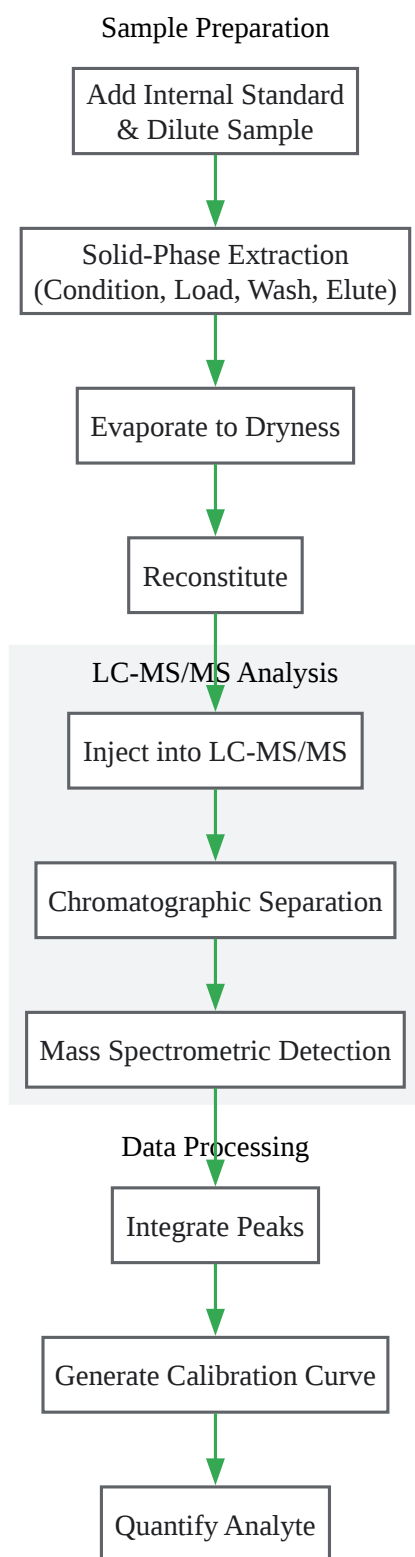 Sample Preparation
Add Internal Standard
& Dilute Sample
Solid-Phase Extraction
(Condition, Load, Wash, Elute)
Evaporate to Dryness
Reconstitute
LC-MS/MS Analysis
Inject into LC-MS/MS
Chromatographic Separation
Mass Spectrometric Detection
Data Processing
Integrate Peaks
Generate Calibration Curve
Quantify Analyte